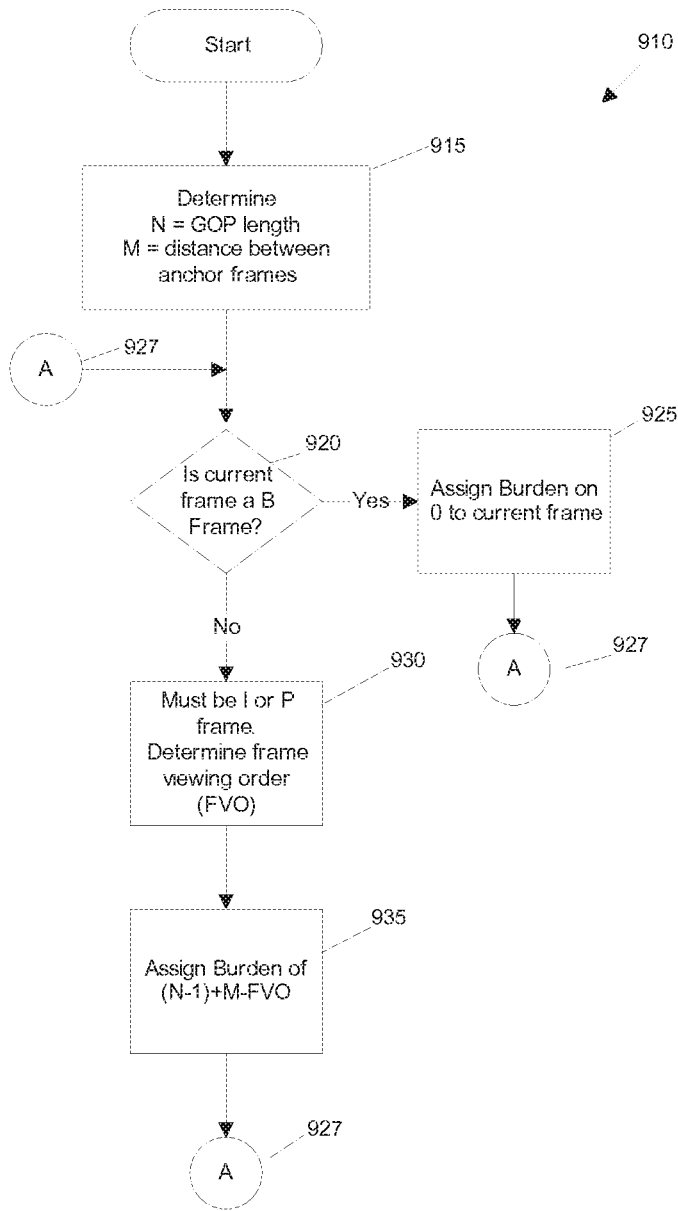 Start
910
915
Determine
N = GOP length
M = distance between
anchor frames
927
A
920
Is current
frame a B
Frame?
Yes
925
Assign Burden on
0 to current frame
No
927
A
930
Must be I or P
frame.
Determine frame
viewing order
(FVO)
935
Assign Burden of
(N-1)+M-FVO
927
A